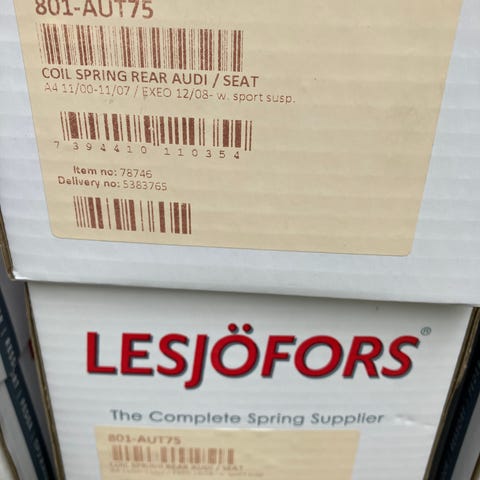 801-AUT75
COIL SPRING REAR AUDI / SEAT
A4 11/00-11/07 / EXEO 12/08- w. sport susp.
7 394410 110354
Item no: 78746
Delivery no: 5383765
LESJÖFORS®
The Complete Spring Supplier
801-AUT75
COIL SPRING REAR AUDI / SEAT